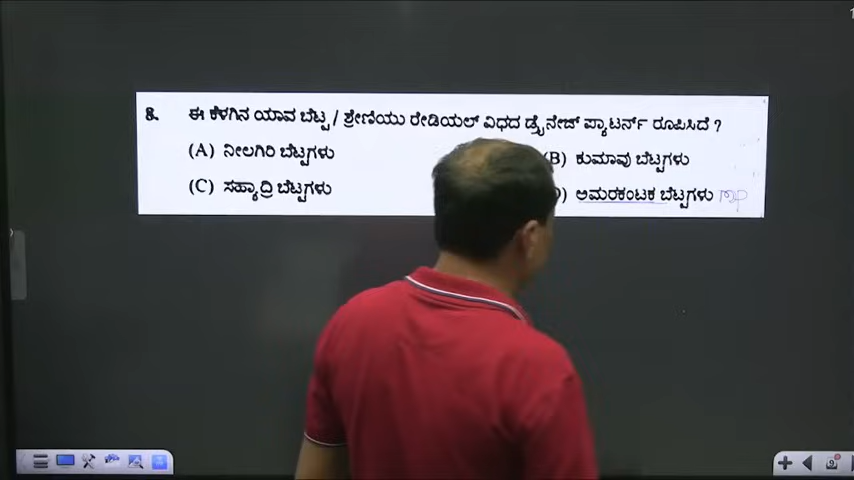 8. ಈ ಕೆಳಗಿನ ಯಾವ ಬೆಟ್ಟ / ಶ್ರೇಣಿಯು ರೇಡಿಯಲ್ ವಿಧದ ಡ್ರೈನೇಜ್ ಪ್ಯಾಟರ್ನ್ ರೂಪಿಸಿದೆ ?
(A) ನೀಲಗಿರಿ ಬೆಟ್ಟಗಳು (B) ಕುಮಾವು ಬೆಟ್ಟಗಳು
(C) ಸಹ್ಯಾದ್ರಿ ಬೆಟ್ಟಗಳು ಅಮರಕಂಟಕ ಬೆಟ್ಟಗಳು